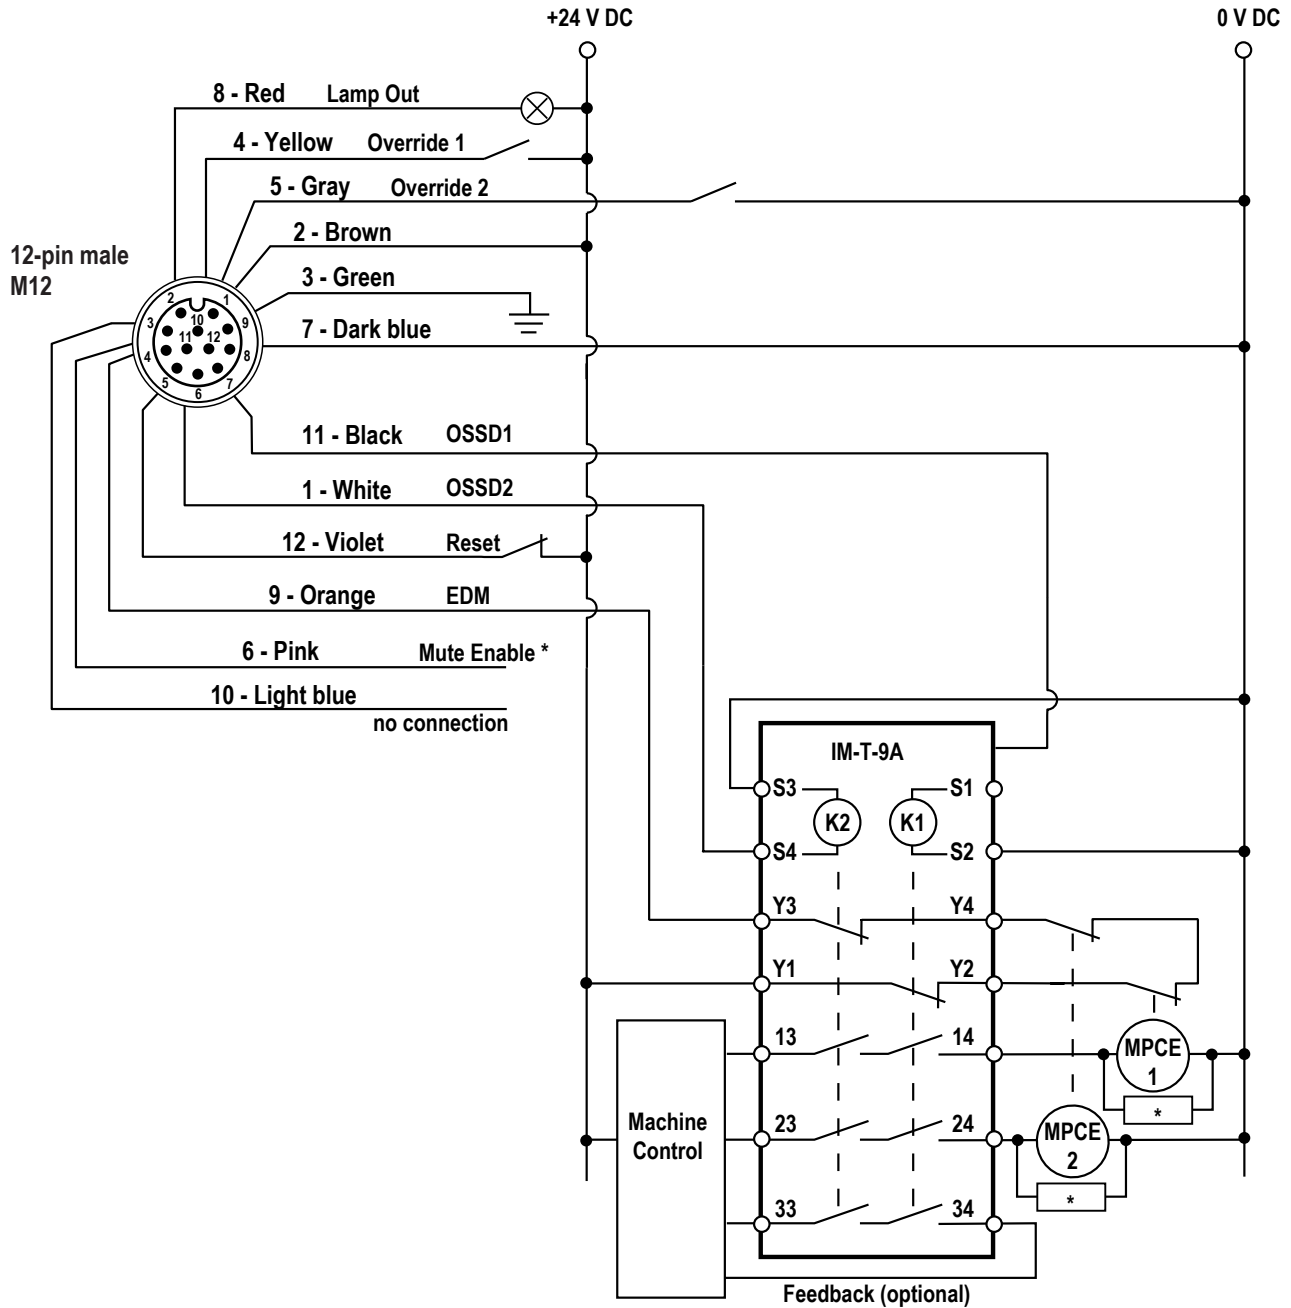 +24 V DC
0 V DC
8 - Red Lamp Out
4 - Yellow Override 1
5 - Gray Override 2
2 - Brown
12-pin male
M12
3 - Green
7 - Dark blue
2 1
3 10 9
11 12
4 8
5 7
6
11 - Black OSSD1
1 - White OSSD2
12 - Violet Reset
9 - Orange EDM
6 - Pink Mute Enable *
10 - Light blue
no connection
IM-T-9A
S3 S1
K2 K1
S4 S2
Y3 Y4
Y1 Y2
13 14
MPCE
1
*
Machine
Control
23 24
MPCE
2
*
33 34
Feedback (optional)